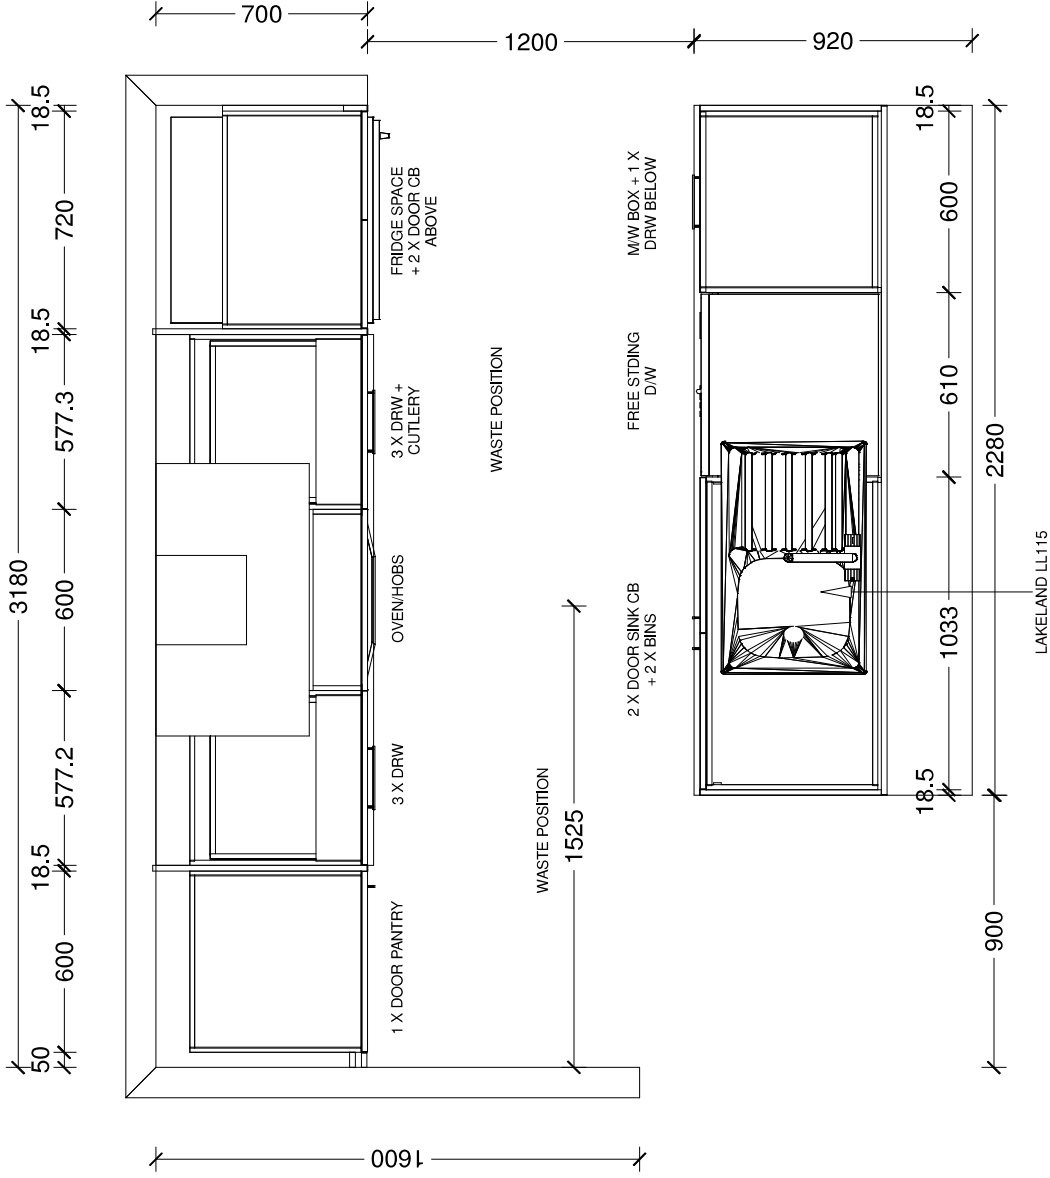 700
1200
920
3180
18.5
720
18.5
577.3
600
577.2
18.5
600
50
FRIDGE SPACE
+ 2 X DOOR CB
ABOVE
3 X DRW +
CUTLERY
OVEN/HOBS
3 X DRW
1 X DOOR PANTRY
WASTE POSITION
WASTE POSITION
1525
M/W BOX + 1 X
DRW BELOW
FREE STDING
D/W
2 X DOOR SINK CB
+ 2 X BINS
18.5
600
610
1033
18.5
2280
900
LAKELAND LL115
1600